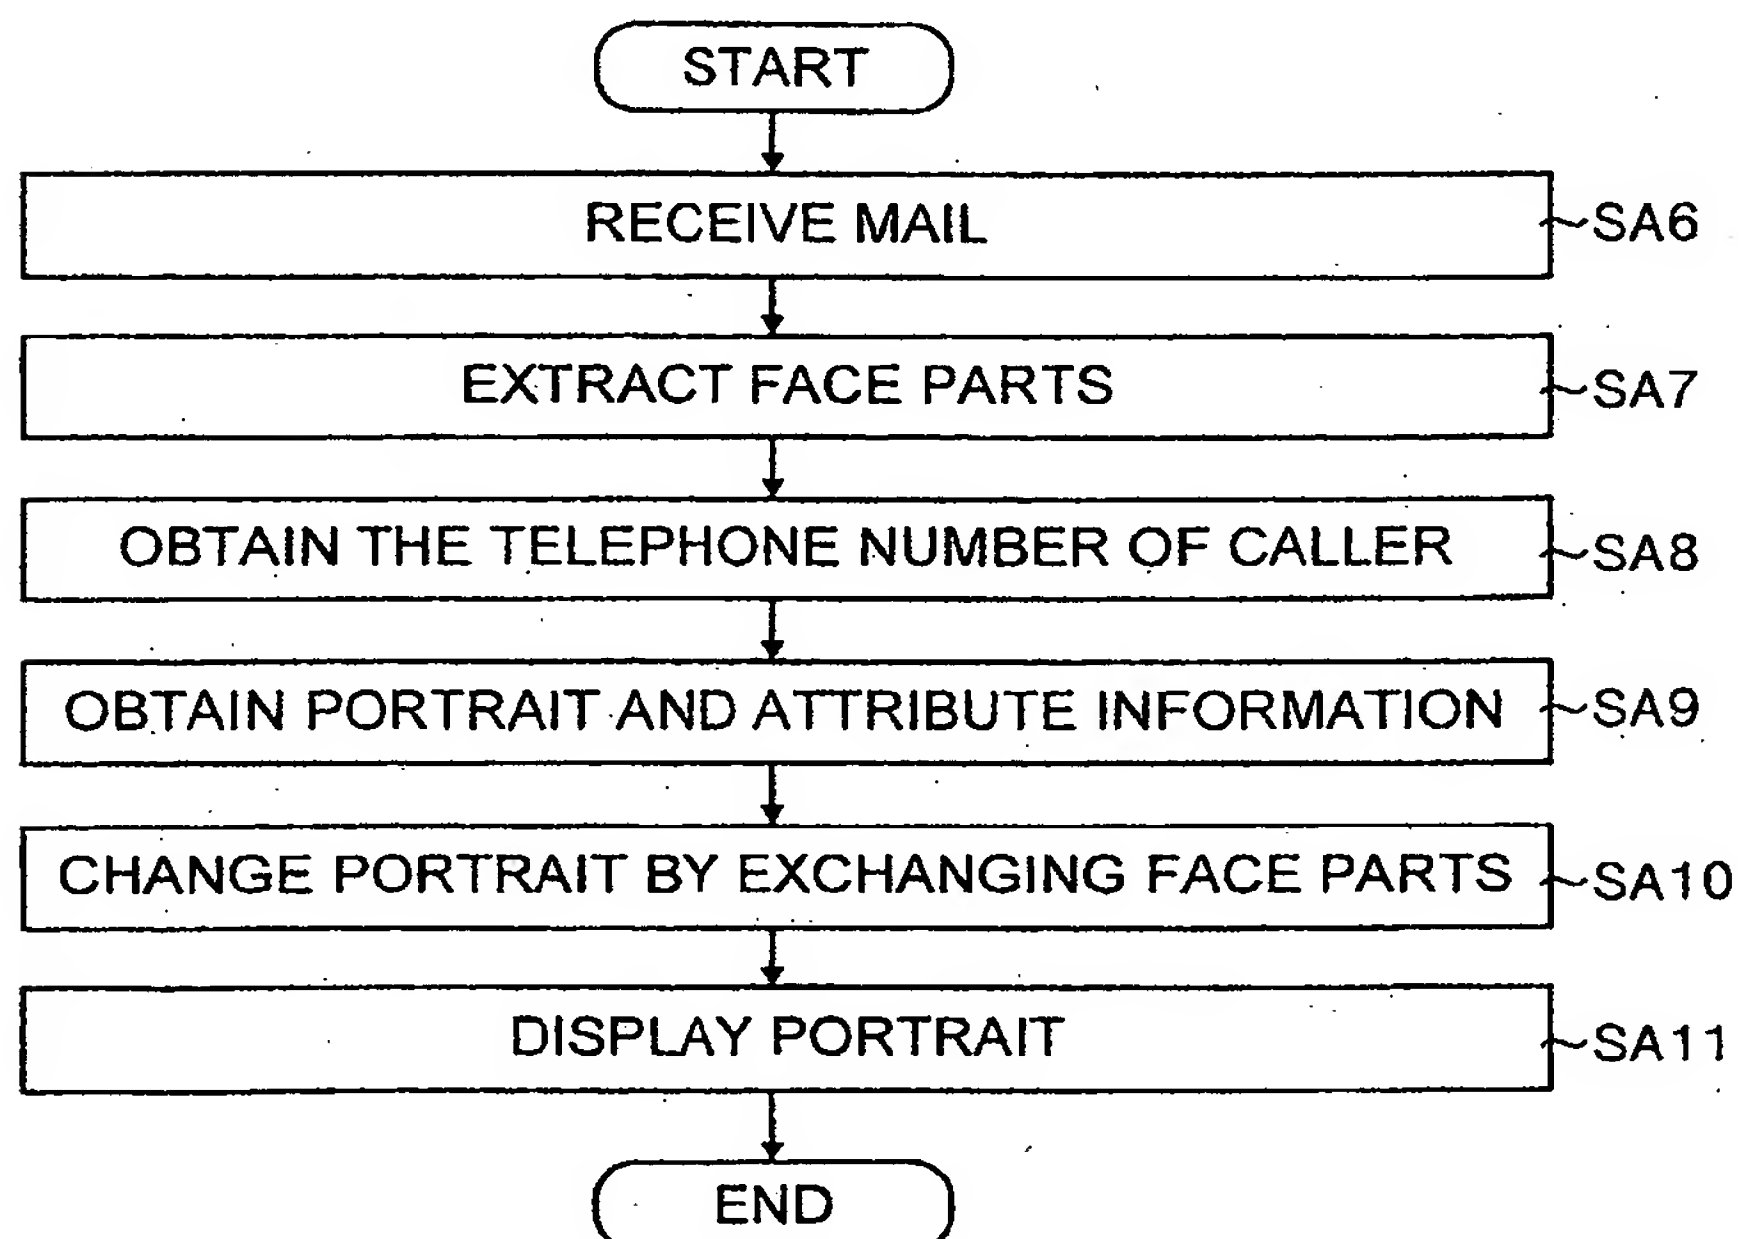 START
RECEIVE MAIL SA6
EXTRACT FACE PARTS SA7
OBTAIN THE TELEPHONE NUMBER OF CALLER SA8
OBTAIN PORTRAIT AND ATTRIBUTE INFORMATION SA9
CHANGE PORTRAIT BY EXCHANGING FACE PARTS SA10
DISPLAY PORTRAIT SA11
END